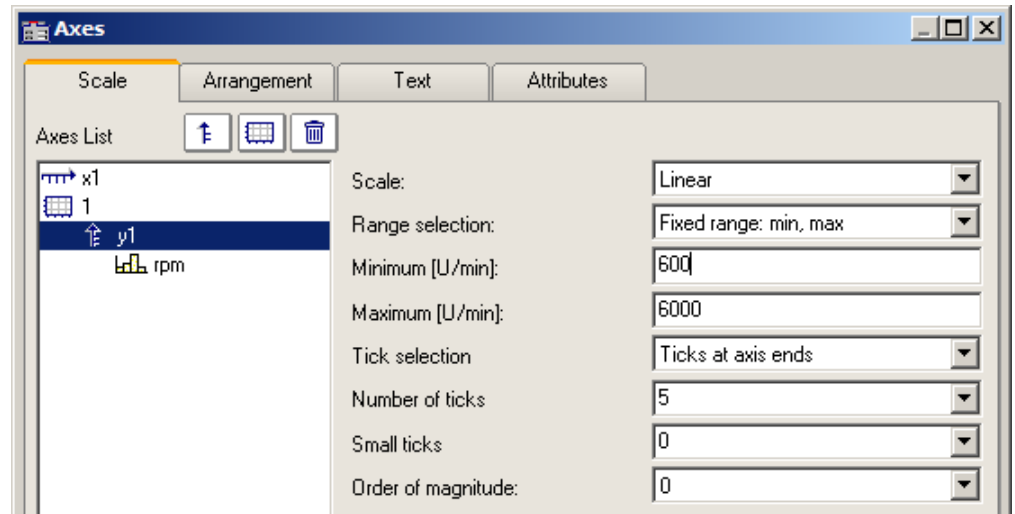 Axes
Scale Arrangement Text Attributes
Axes List
x1
1
y1
rpm
Scale: Linear
Range selection: Fixed range: min, max
Minimum [U/min]: 600
Maximum [U/min]: 6000
Tick selection Ticks at axis ends
Number of ticks 5
Small ticks 0
Order of magnitude: 0